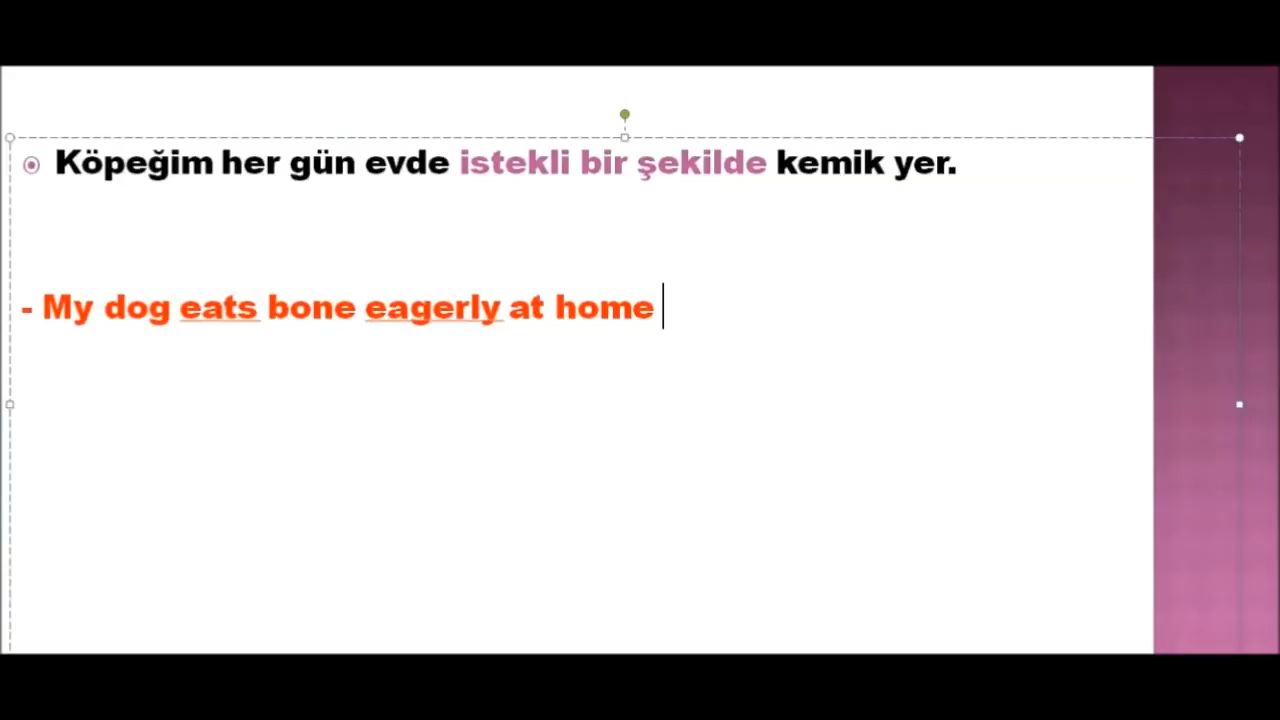 Köpeğim her gün evde istekli bir şekilde kemik yer.
- My dog eats bone eagerly at home